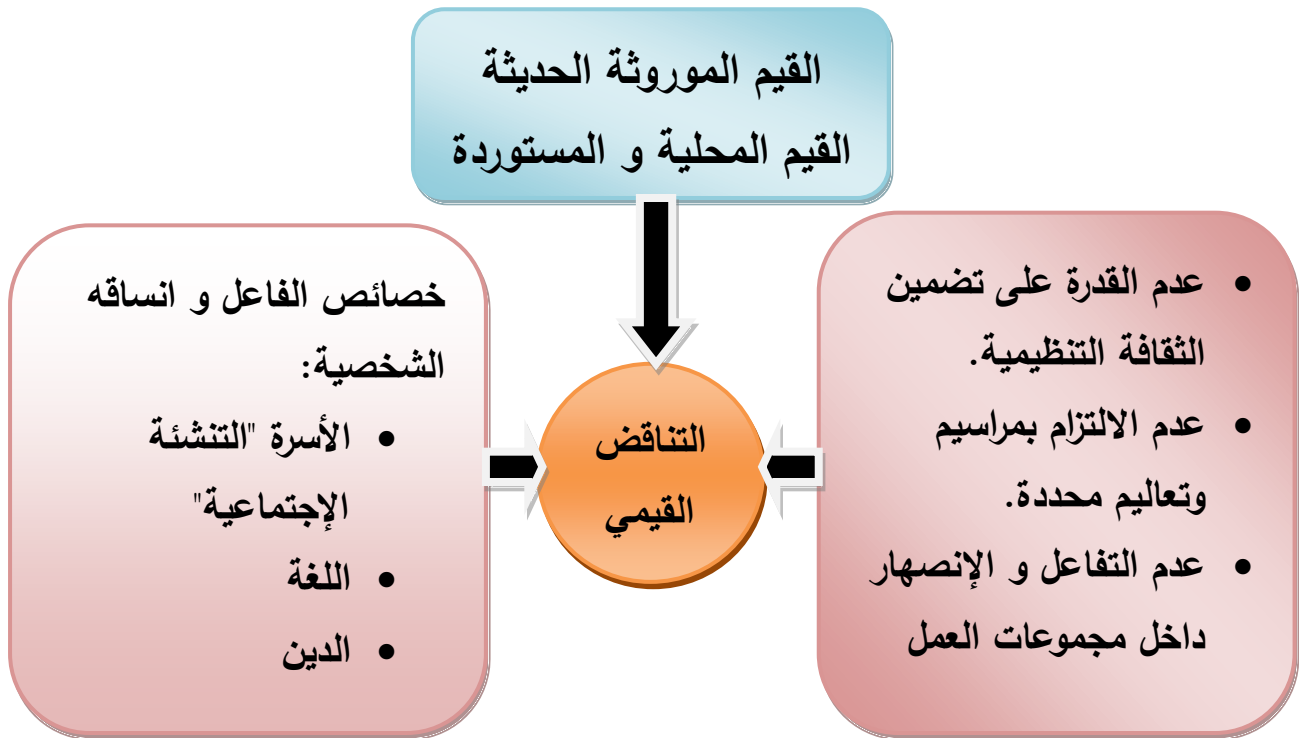 القيم الموروثة الحديثة
القيم المحلية و المستوردة
• عدم القدرة على تضمين
الثقافة التنظيمية.
• عدم الالتزام بمراسيم
وتعاليم محددة.
• عدم التفاعل و الإنصهار
داخل مجموعات العمل
التناقض
القيمي
خصائص الفاعل و انساقه
الشخصية:
• الأسرة "التنشئة
الإجتماعية"
• اللغة
• الدين